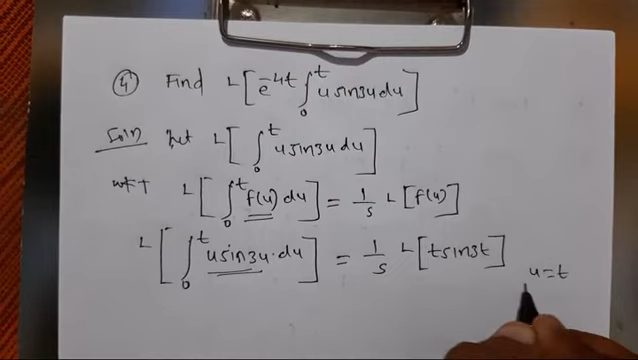 4) Find L[e^{-4t} ∫_0^t u sin3u du]
Soln Let L[∫_0^t u sin3u du]
wkt L[∫_0^t f(u) du] = 1/s L[f(u)]
L[∫_0^t u sin3u · du] = 1/s L[t sin3t]
u=t